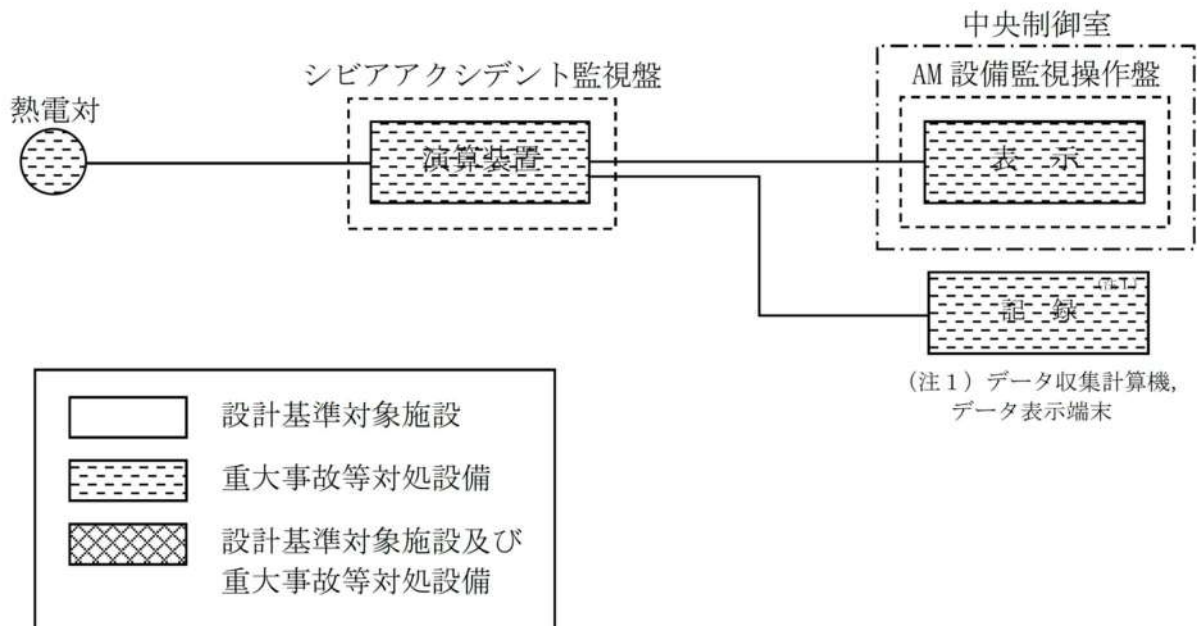 中央制御室
シビアアクシデント監視盤
AM 設備監視操作盤
熱電対
演算装置
表 示
(注1)
記 録
(注1) データ収集計算機,
データ表示端末
設計基準対象施設
重大事故等対処設備
設計基準対象施設及び
重大事故等対処設備